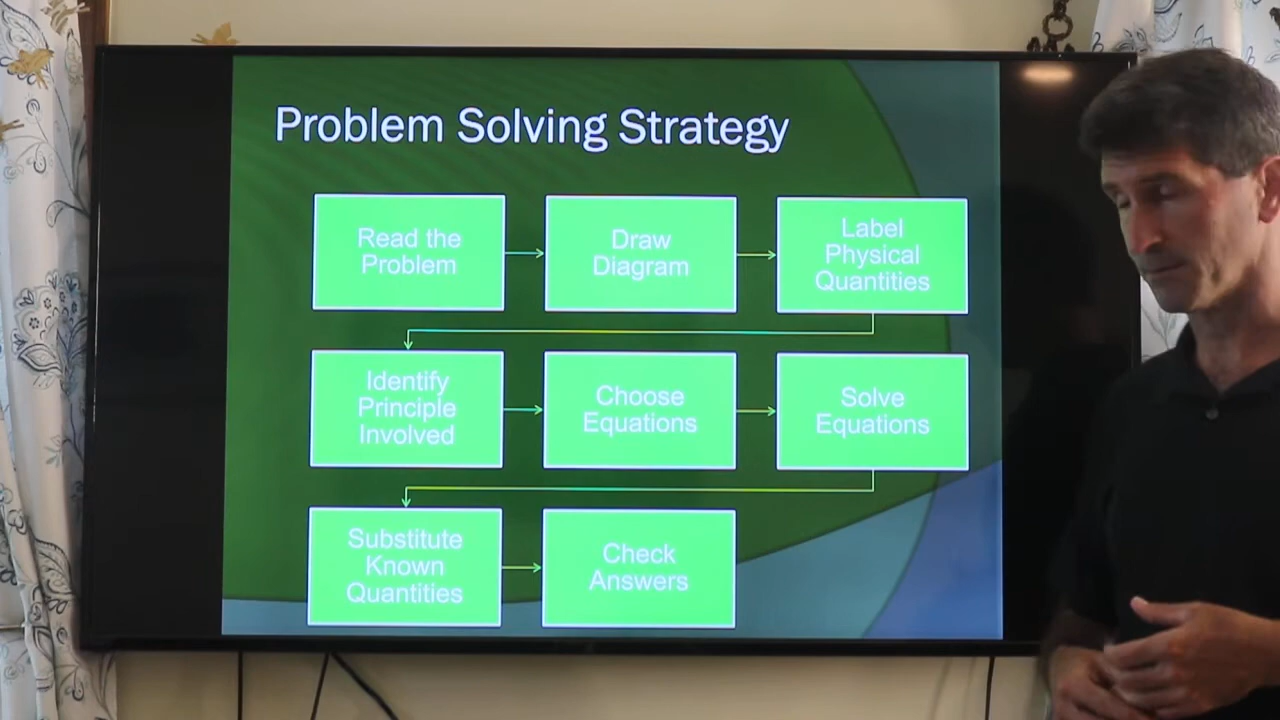 Problem Solving Strategy
Read the
Problem
Draw
Diagram
Label
Physical
Quantities
Identify
Principle
Involved
Choose
Equations
Solve
Equations
Substitute
Known
Quantities
Check
Answers